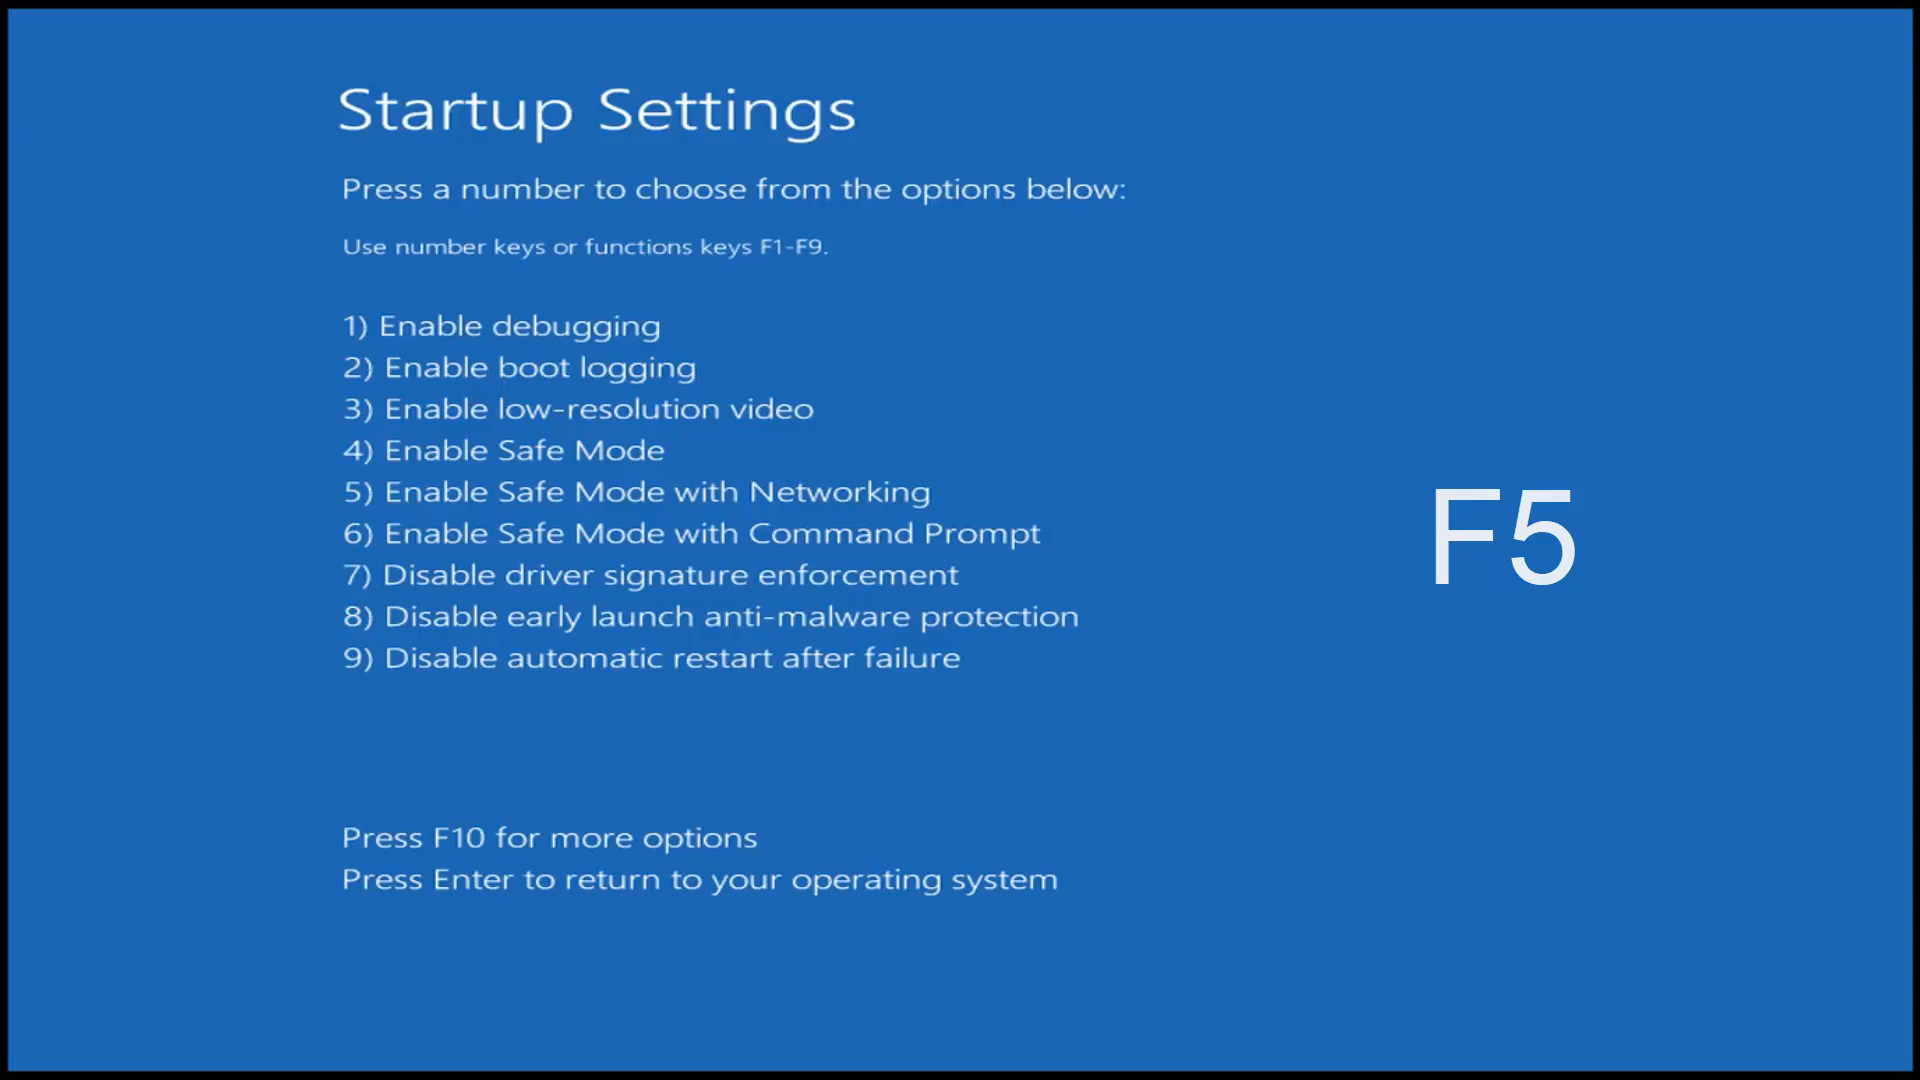 Startup Settings
Press a number to choose from the options below:
Use number keys or functions keys F1-F9.
1) Enable debugging
2) Enable boot logging
3) Enable low-resolution video
4) Enable Safe Mode
5) Enable Safe Mode with Networking
6) Enable Safe Mode with Command Prompt
7) Disable driver signature enforcement
8) Disable early launch anti-malware protection
9) Disable automatic restart after failure
F5
Press F10 for more options
Press Enter to return to your operating system